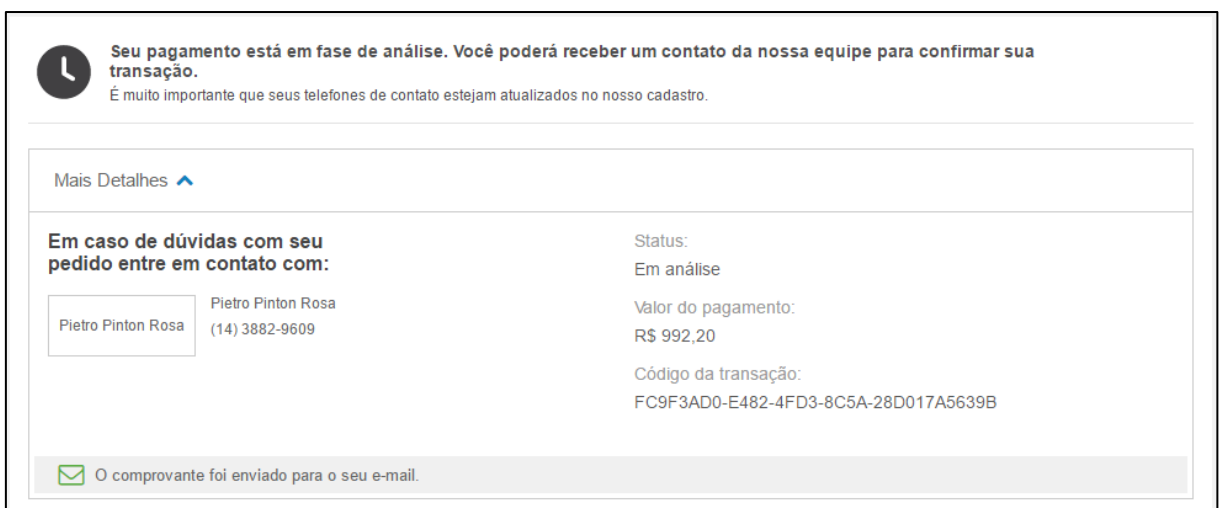 Seu pagamento está em fase de análise. Você poderá receber um contato da nossa equipe para confirmar sua
transação.
É muito importante que seus telefones de contato estejam atualizados no nosso cadastro.
Mais Detalhes
Em caso de dúvidas com seu
pedido entre em contato com:
Pietro Pinton Rosa
Pietro Pinton Rosa
(14) 3882-9609
Status:
Em análise
Valor do pagamento:
R$ 992,20
Código da transação:
FC9F3AD0-E482-4FD3-8C5A-28D017A5639B
O comprovante foi enviado para o seu e-mail.